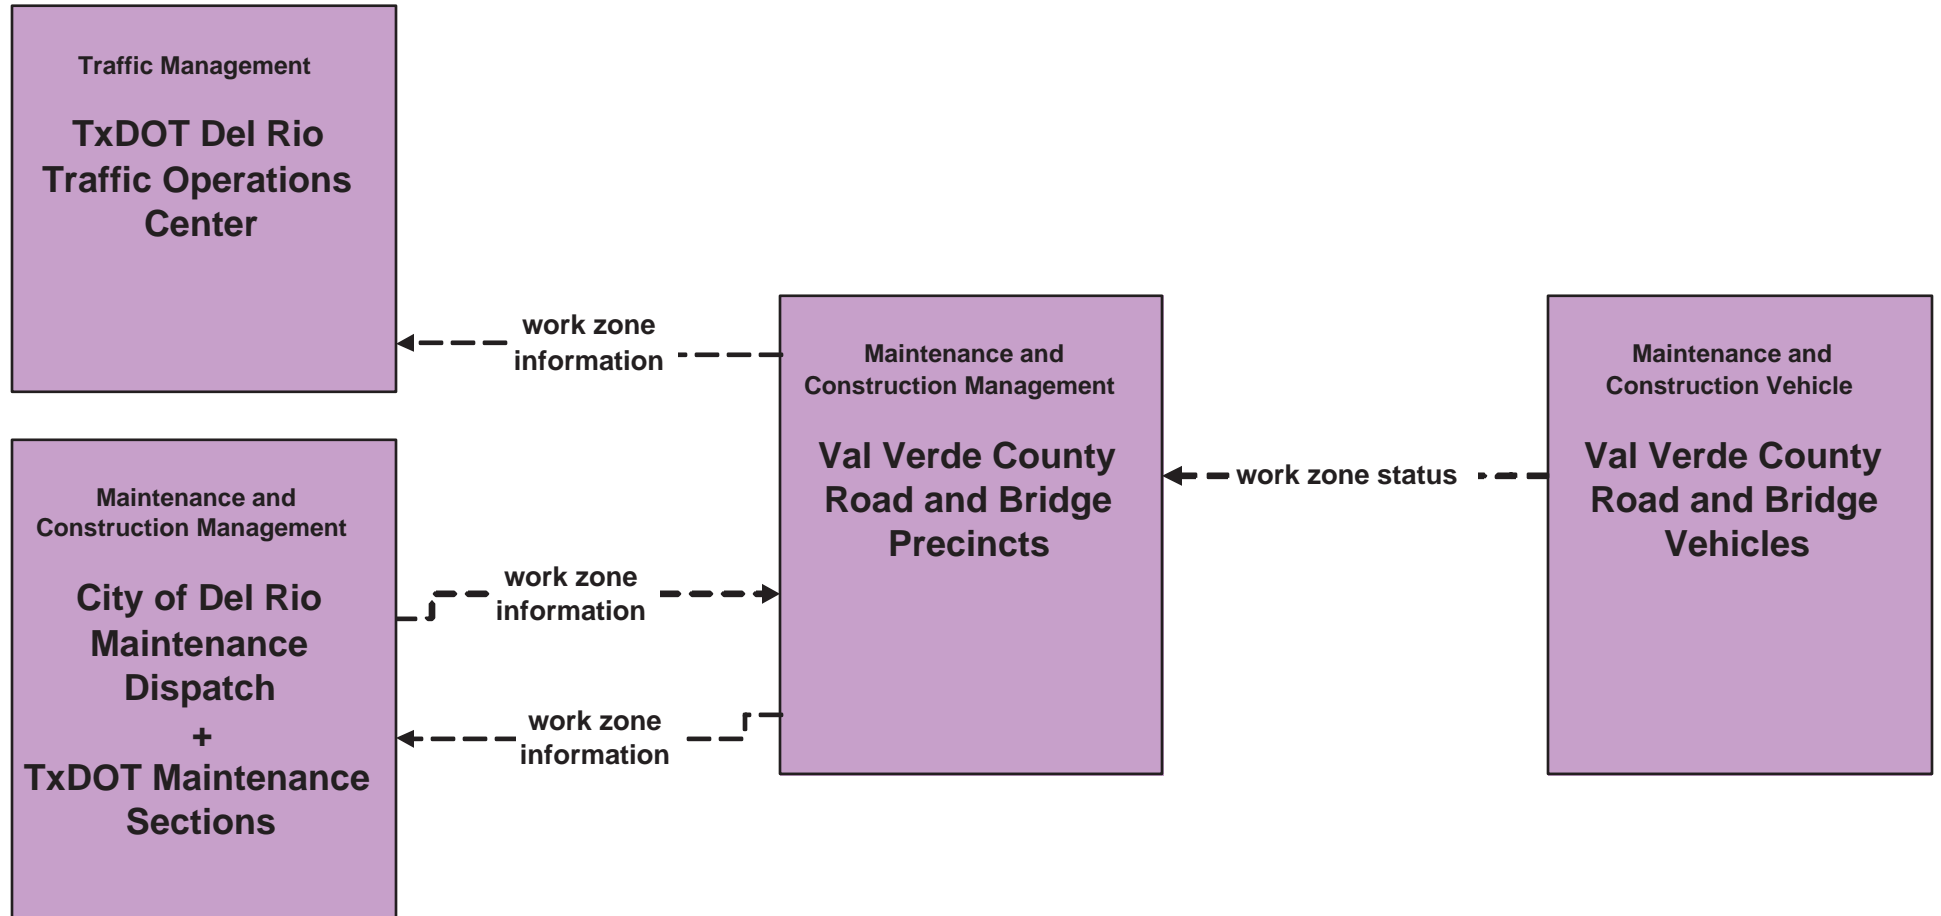 Traffic Management
TxDOT Del Rio
Traffic Operations
Center
work zone
information
Maintenance and
Construction Management
City of Del Rio
Maintenance
Dispatch
+
TxDOT Maintenance
Sections
work zone
information
work zone
information
Maintenance and
Construction Management
Val Verde County
Road and Bridge
Precincts
work zone status
Maintenance and
Construction Vehicle
Val Verde County
Road and Bridge
Vehicles